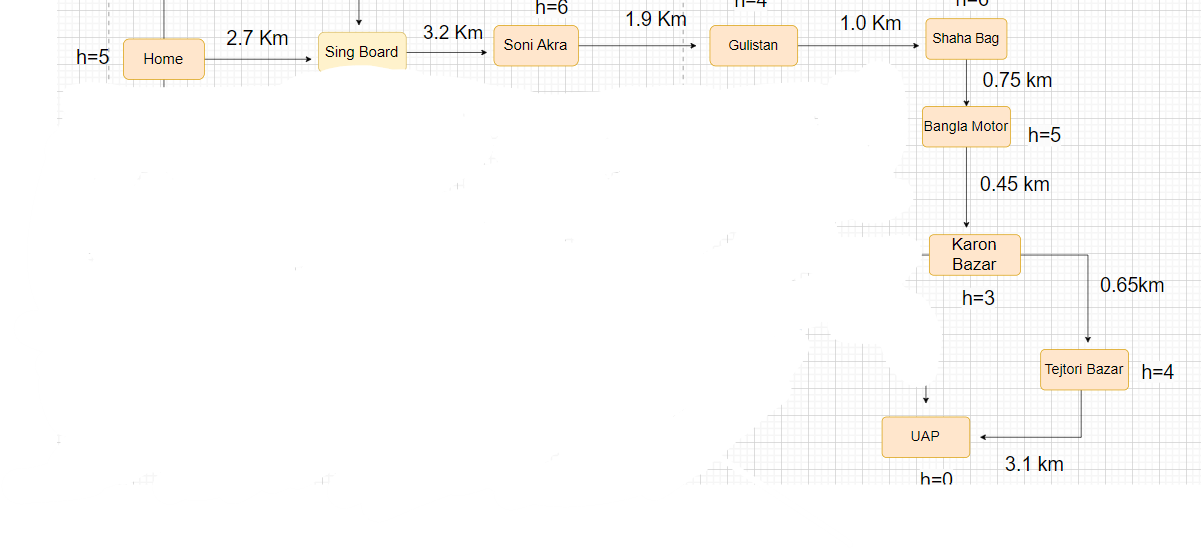 h=6
h=4
1.9 Km
1.0 Km
2.7 Km
3.2 Km
Home
h=5
Sing Board
Soni Akra
Gulistan
Shaha Bag
0.75 km
Bangla Motor
h=5
0.45 km
Karon
Bazar
h=3
0.65km
Tejtori Bazar
h=4
UAP
3.1 km
h=0